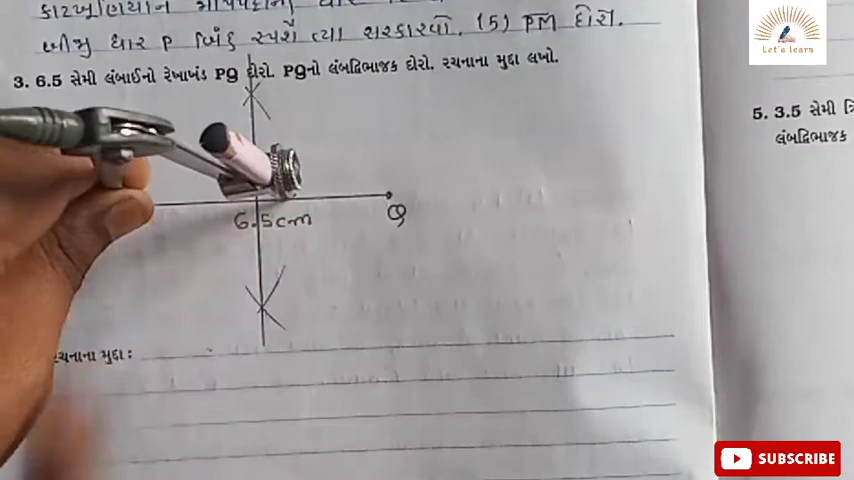 બીજી ધાર P બિંદુ સ્પર્શે ત્યા સરકારવો. (5) PM દોરો.
3. 6.5 સેમી લંબાઈનો રેખાખંડ PQ દોરો. PQનો લંબદ્વિભાજક દોરો. રચનાના મુદ્દા લખો.
6.5cm
Q
રચનાના મુદ્દા :
5. 3.5 સેમી
લંબદ્વિભાજક
Let's learn
SUBSCRIBE